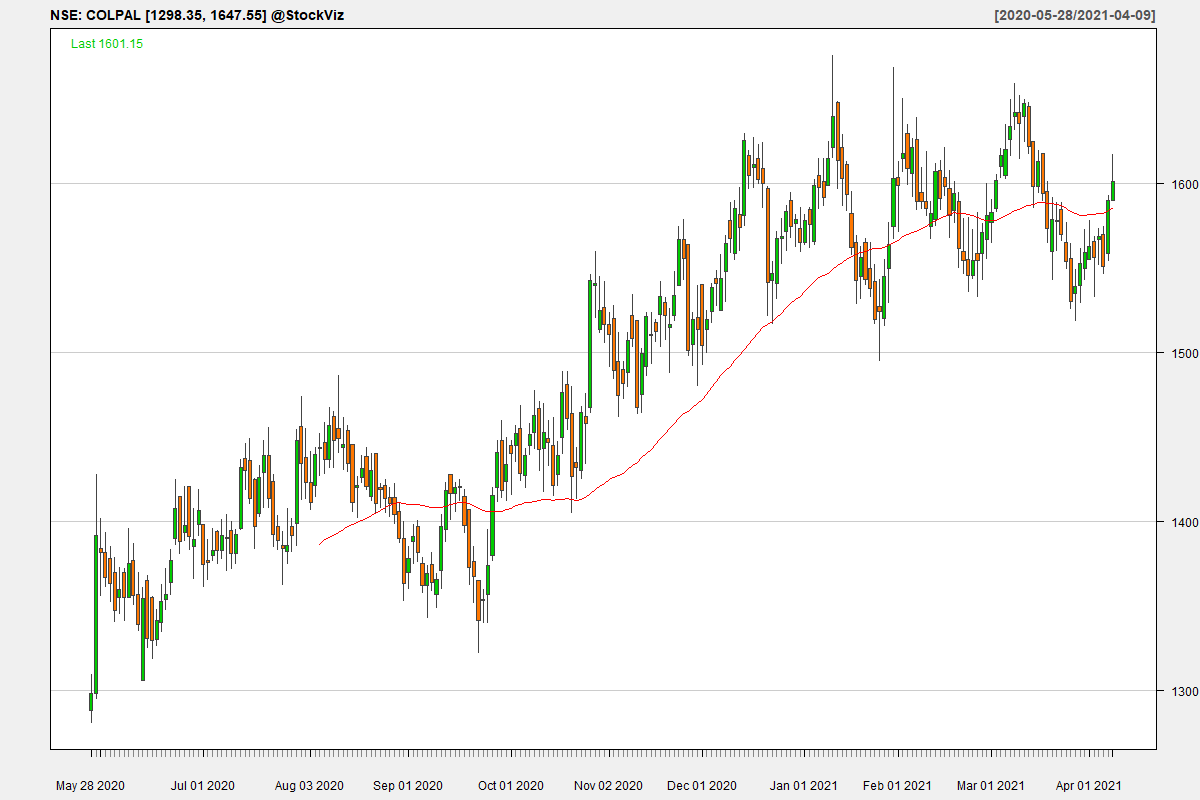 NSE: COLPAL [1298.35, 1647.55] @StockViz
[2020-05-28/2021-04-09]
Last 1601.15
1600
1500
1400
1300
May 28 2020
Jul 01 2020
Aug 03 2020
Sep 01 2020
Oct 01 2020
Nov 02 2020
Dec 01 2020
Jan 01 2021
Feb 01 2021
Mar 01 2021
Apr 01 2021